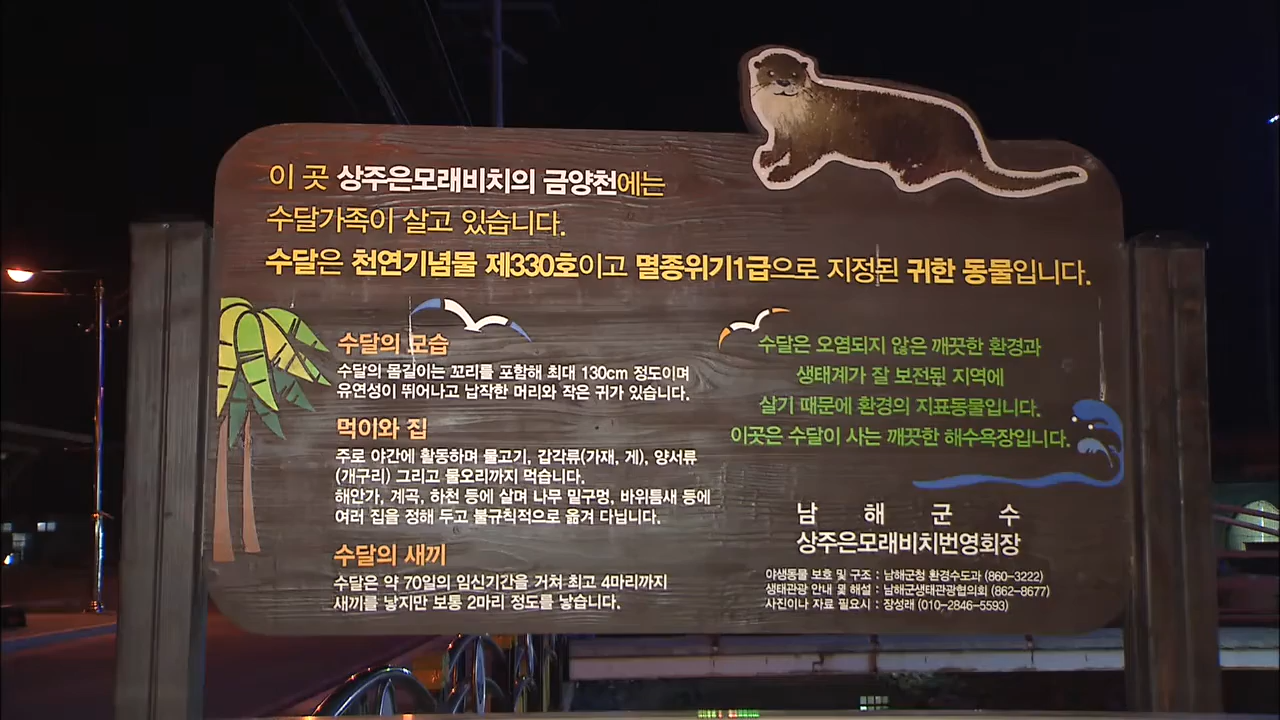 이 곳 상주은모래비치의 금양천에는
수달가족이 살고 있습니다.
수달은 천연기념물 제330호이고 멸종위기1급으로 지정된 귀한 동물입니다.
수달의 모습
수달의 몸길이는 꼬리를 포함해 최대 130cm 정도이며
유연성이 뛰어나고 납작한 머리와 작은 귀가 있습니다.
먹이와 집
주로 야간에 활동하며 물고기, 갑각류(가재, 게), 양서류
(개구리) 그리고 물오리까지 먹습니다.
해안가, 계곡, 하천 등에 살며 나무 밑구멍, 바위틈새 등에
여러 집을 정해 두고 불규칙적으로 옮겨 다닙니다.
수달의 새끼
수달은 약 70일의 임신기간을 거쳐 최고 4마리까지
새끼를 낳지만 보통 2마리 정도를 낳습니다.
수달은 오염되지 않은 깨끗한 환경과
생태계가 잘 보전된 지역에
살기 때문에 환경의 지표동물입니다.
이곳은 수달이 사는 깨끗한 해수욕장입니다.
남 해 군 수
상주은모래비치번영회장
야생동물 보호 및 구조 : 남해군청 환경수도과 (860-3222)
생태관광 안내 및 해설 : 남해군생태관광협의회 (862-8677)
사진이나 자료 필요시 : 장성래 (010-2846-5593)